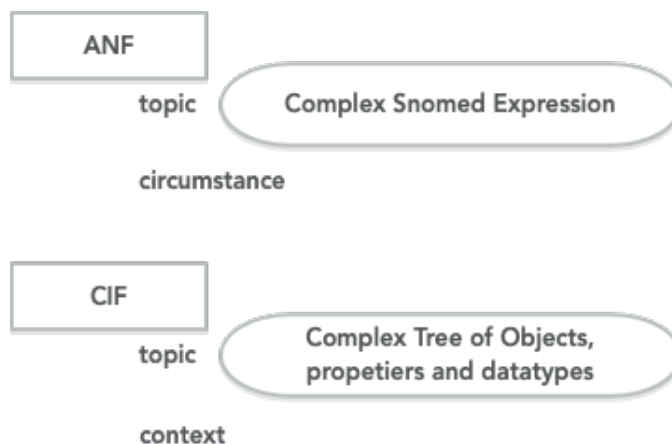 ANF
topic
Complex Snomed Expression
circumstance
CIF
topic
Complex Tree of Objects,
propetiers and datatypes
context